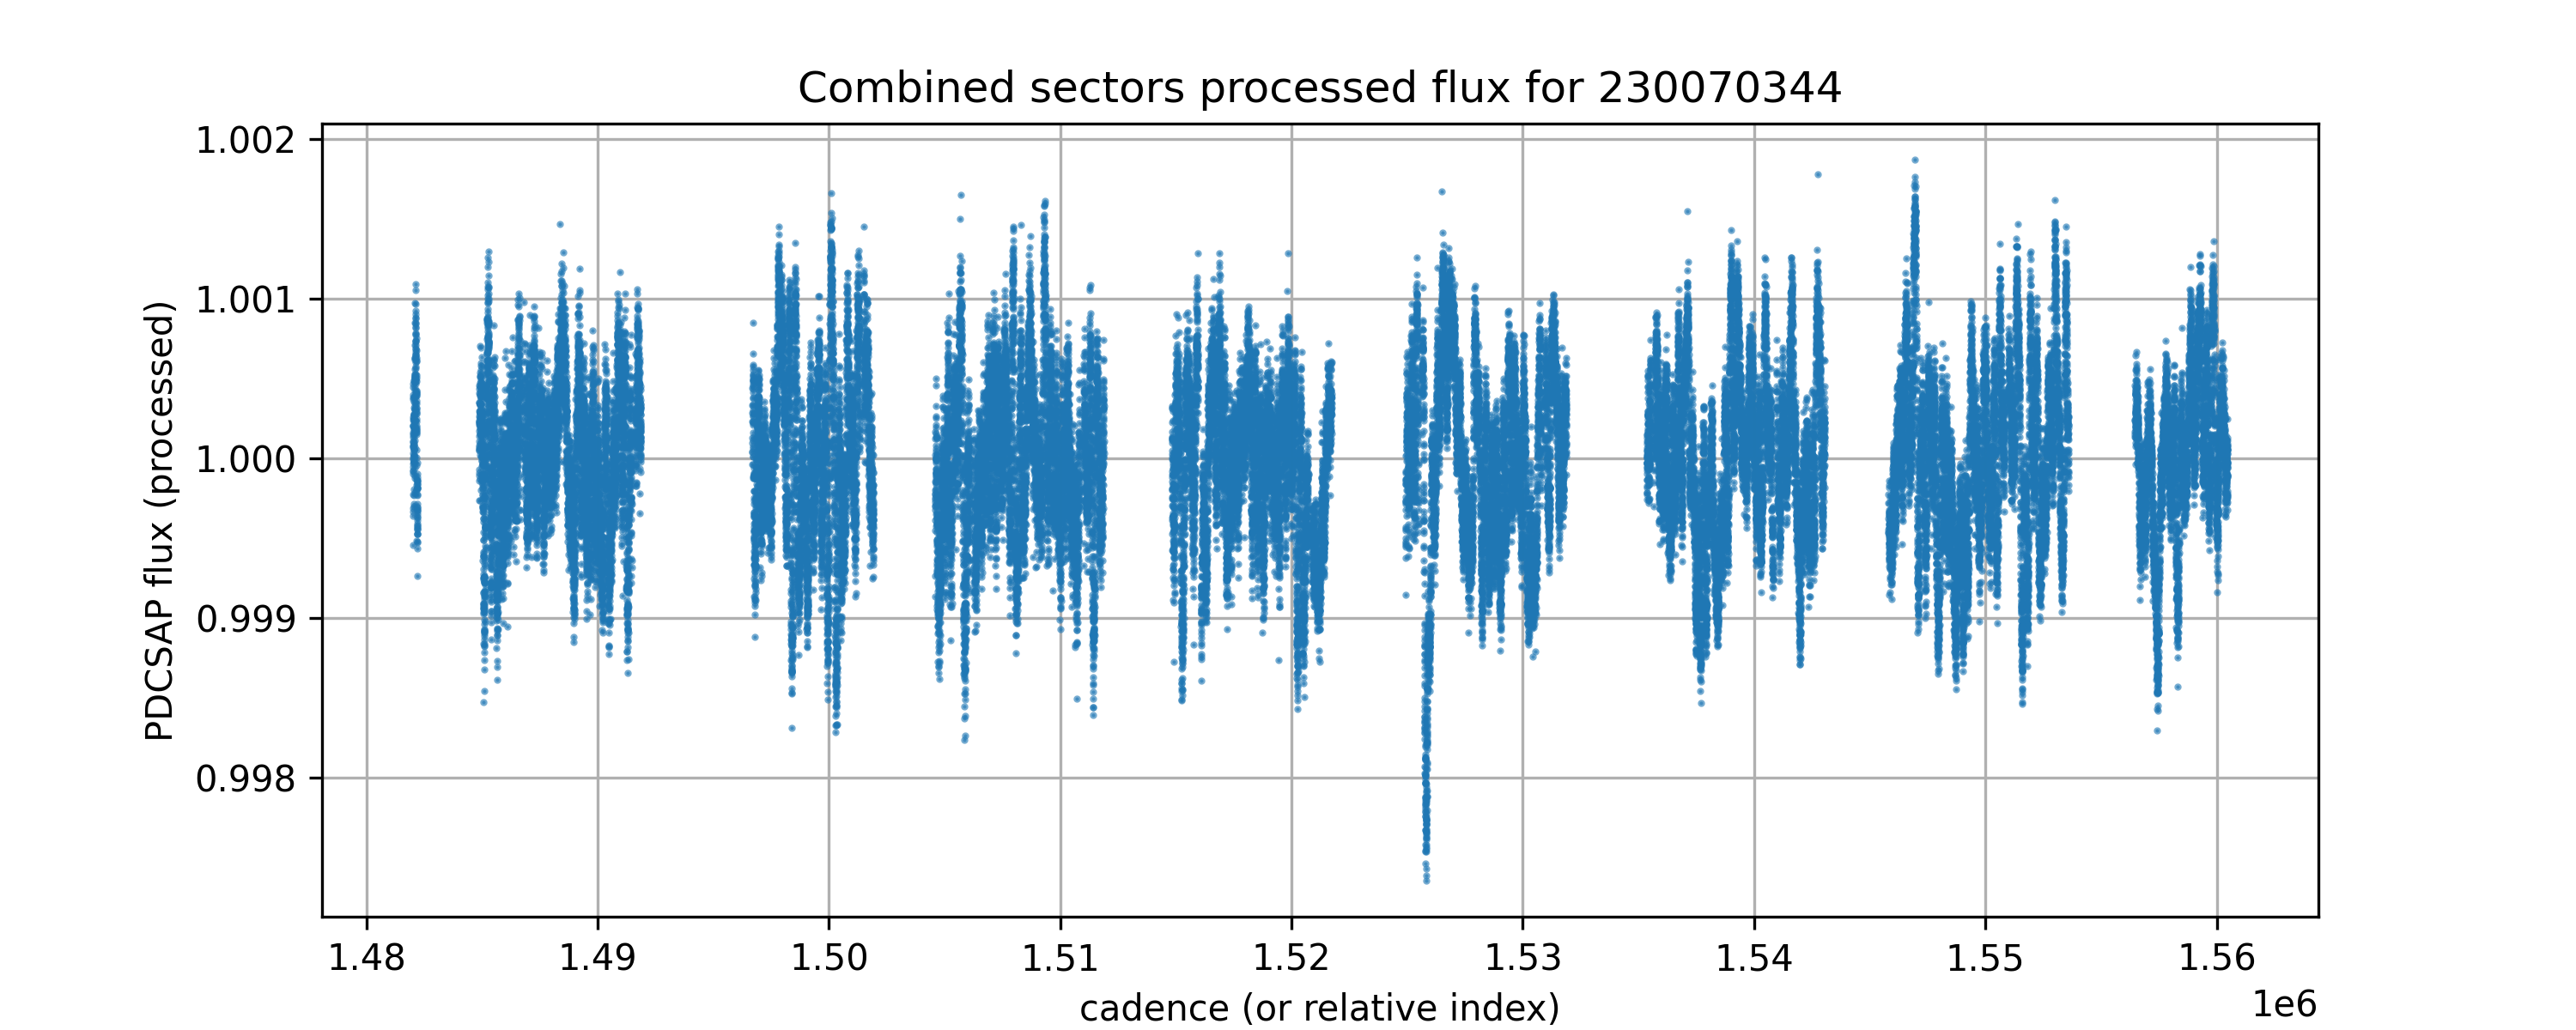 Combined sectors processed flux for 230070344
PDCSAP flux (processed)
1.002
1.001
1.000
0.999
0.998
1.48 1.49 1.50 1.51 1.52 1.53 1.54 1.55 1.56
1e6
cadence (or relative index)